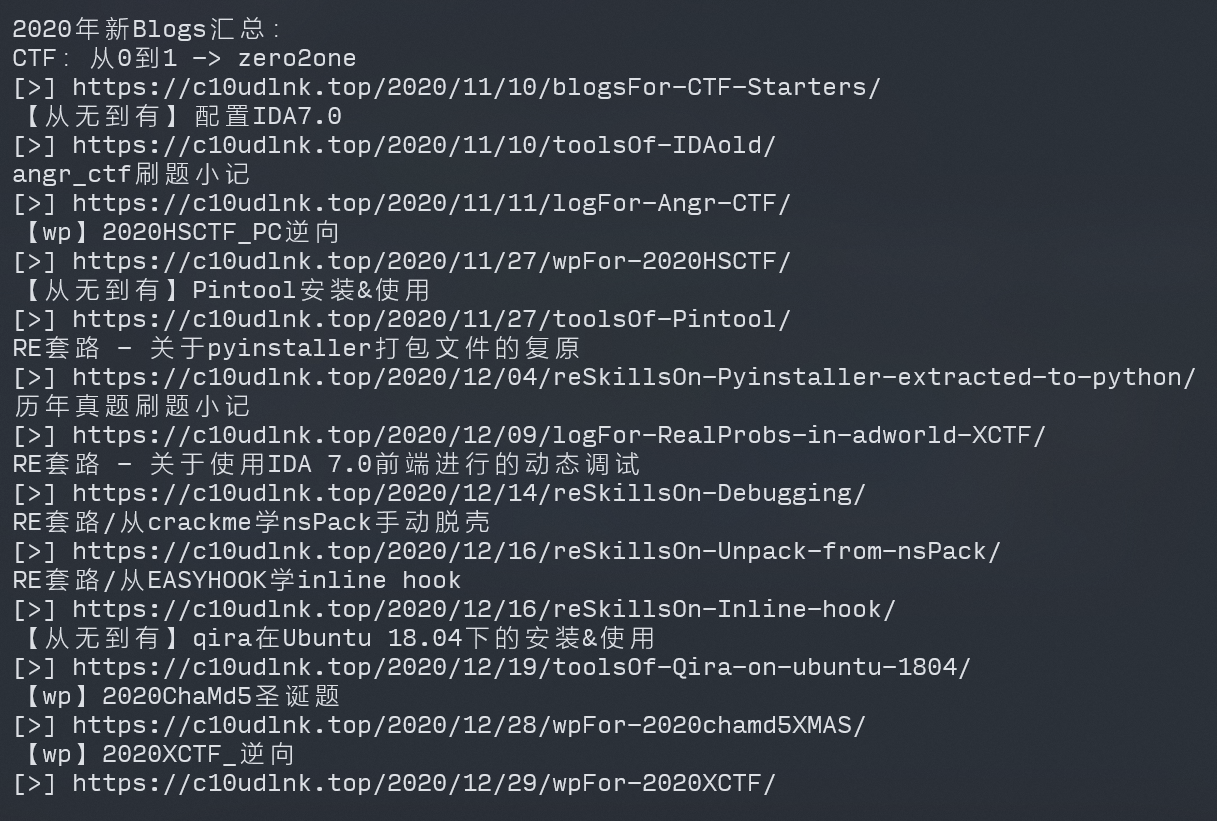 2020年新Blogs汇总：
CTF：从0到1 -> zero2one
[>] https://c10udlnk.top/2020/11/10/blogsFor-CTF-Starters/
【从无到有】配置IDA7.0
[>] https://c10udlnk.top/2020/11/10/toolsOf-IDAold/
angr_ctf刷题小记
[>] https://c10udlnk.top/2020/11/11/logFor-Angr-CTF/
【wp】2020HSCTF_PC逆向
[>] https://c10udlnk.top/2020/11/27/wpFor-2020HSCTF/
【从无到有】Pintool安装&使用
[>] https://c10udlnk.top/2020/11/27/toolsOf-Pintool/
RE套路 - 关于pyinstaller打包文件的复原
[>] https://c10udlnk.top/2020/12/04/reSkillsOn-Pyinstaller-extracted-to-python/
历年真题刷题小记
[>] https://c10udlnk.top/2020/12/09/logFor-RealProbs-in-adworld-XCTF/
RE套路 - 关于使用IDA 7.0前端进行的动态调试
[>] https://c10udlnk.top/2020/12/14/reSkillsOn-Debugging/
RE套路/从crackme学nsPack手动脱壳
[>] https://c10udlnk.top/2020/12/16/reSkillsOn-Unpack-from-nsPack/
RE套路/从EASYHOOK学inline hook
[>] https://c10udlnk.top/2020/12/16/reSkillsOn-Inline-hook/
【从无到有】qira在Ubuntu 18.04下的安装&使用
[>] https://c10udlnk.top/2020/12/19/toolsOf-Qira-on-ubuntu-1804/
【wp】2020ChaMd5圣诞题
[>] https://c10udlnk.top/2020/12/28/wpFor-2020chamd5XMAS/
【wp】2020XCTF_逆向
[>] https://c10udlnk.top/2020/12/29/wpFor-2020XCTF/